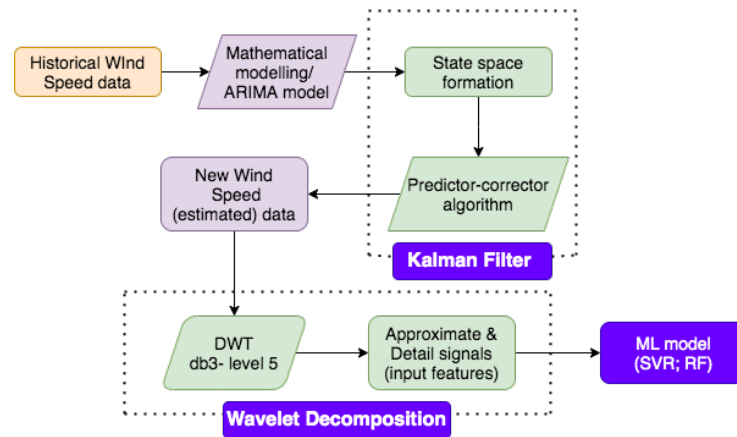 Historical WInd
Speed data
Mathematical
modelling/
ARIMA model
State space
formation
Predictor-corrector
algorithm
Kalman Filter
New Wind
Speed
(estimated) data
DWT
db3- level 5
Approximate &
Detail signals
(input features)
Wavelet Decomposition
ML model
(SVR; RF)